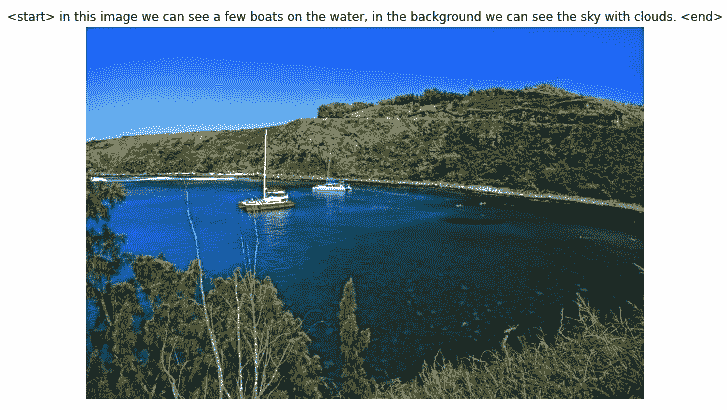 <start> in this image we can see a few boats on the water, in the background we can see the sky with clouds. <end>